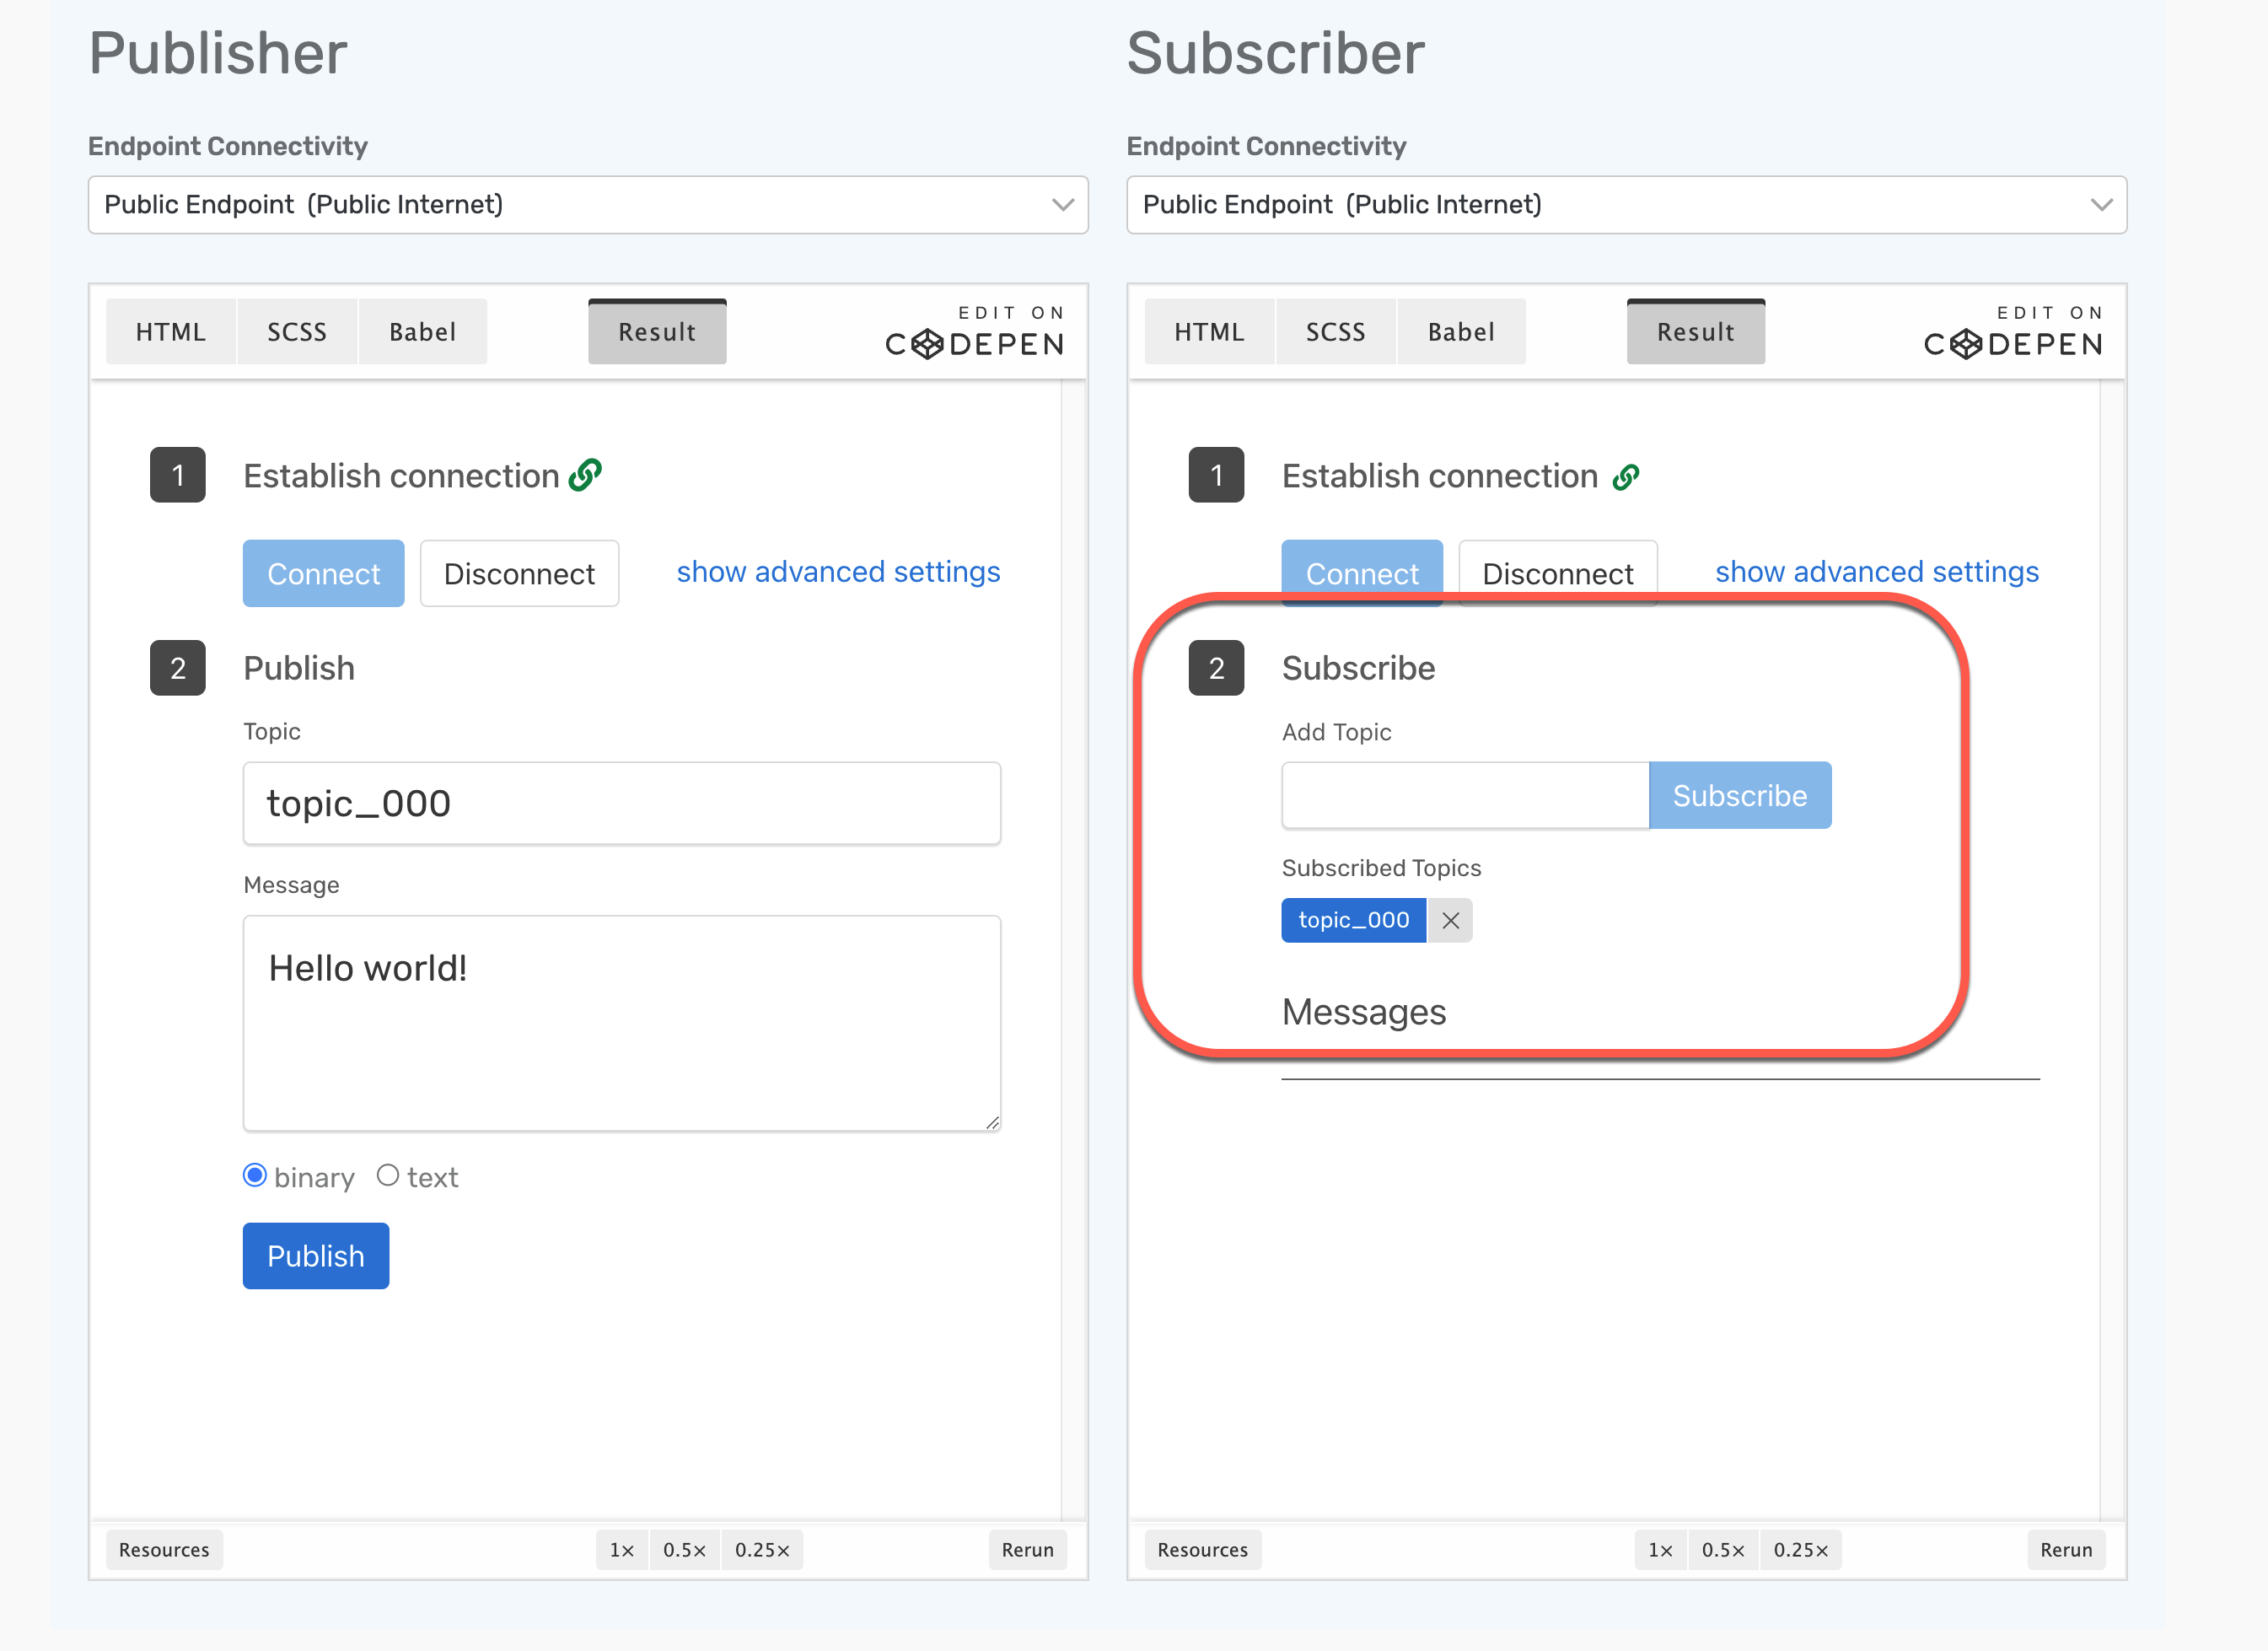 Publisher
Endpoint Connectivity
Public Endpoint (Public Internet)
HTML SCSS Babel Result
EDIT ON
CODEPEN
1 Establish connection
Connect Disconnect show advanced settings
2 Publish
Topic
topic_000
Message
Hello world!
binary text
Publish
Resources 1× 0.5× 0.25× Rerun
Subscriber
Endpoint Connectivity
Public Endpoint (Public Internet)
HTML SCSS Babel Result
EDIT ON
CODEPEN
1 Establish connection
Connect Disconnect show advanced settings
2 Subscribe
Add Topic
Subscribe
Subscribed Topics
topic_000
Messages
Resources 1× 0.5× 0.25× Rerun